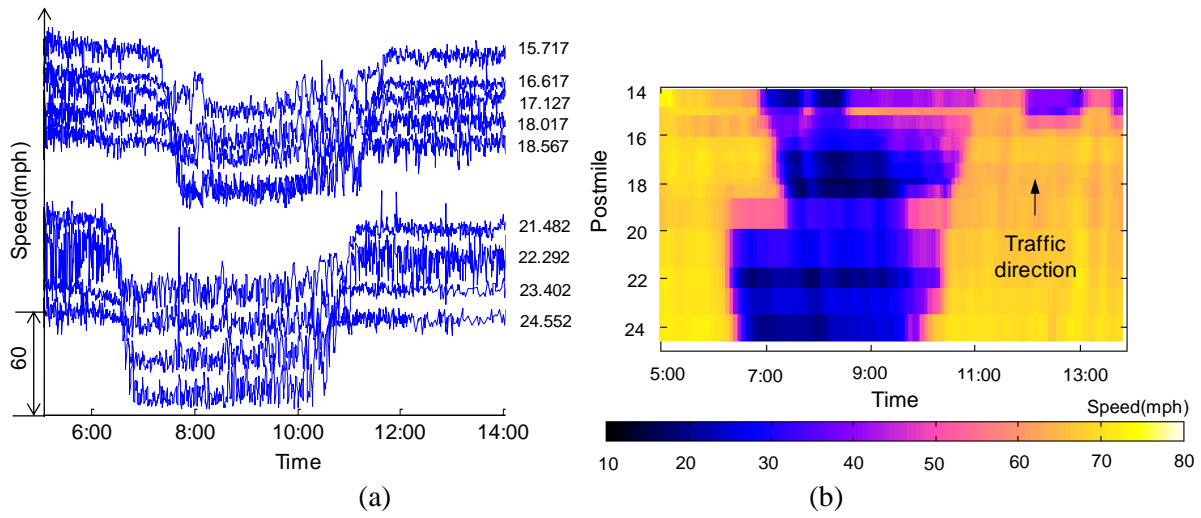 Speed(mph)
60
15.717
16.617
17.127
18.017
18.567
21.482
22.292
23.402
24.552
6:00 8:00 10:00 12:00 14:00
Time
(a)
Postmile
14
16
18
20
22
24
Traffic
direction
5:00 7:00 9:00 11:00 13:00
Time
Speed(mph)
10 20 30 40 50 60 70 80
(b)